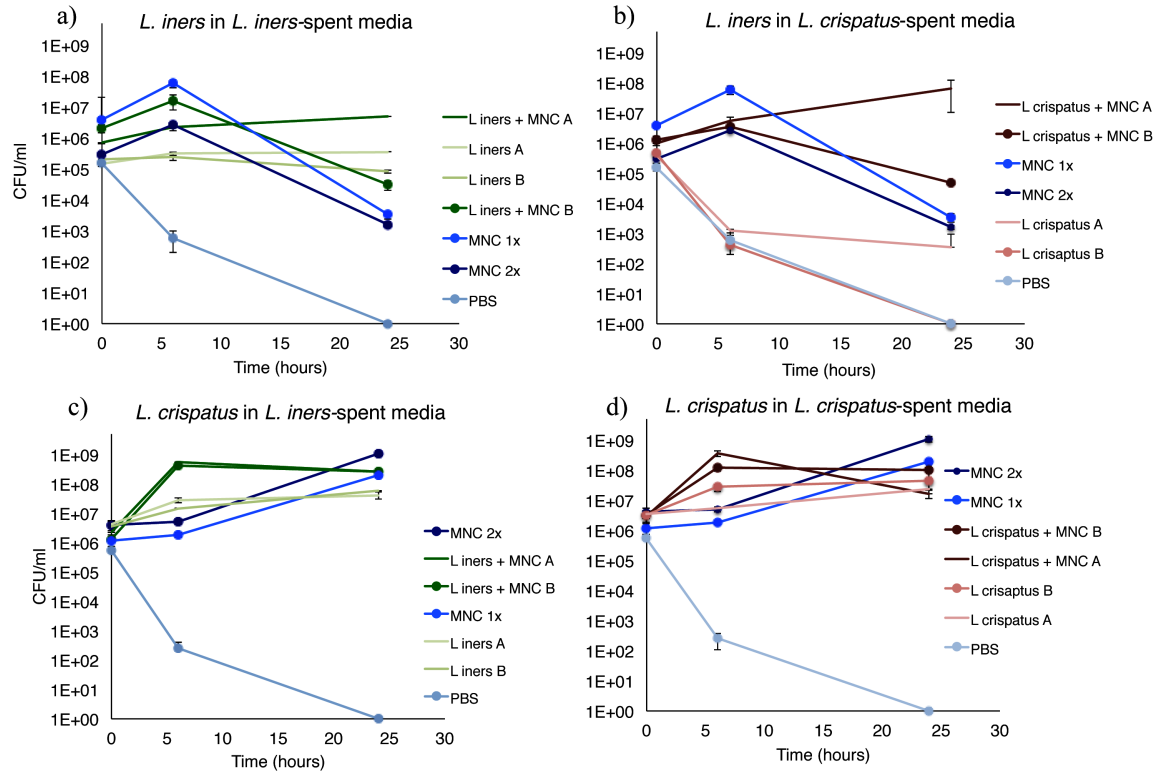 a)
L. iners in L. iners-spent media
1E+09
1E+08
1E+07
1E+06
1E+05
1E+04
1E+03
1E+02
1E+01
1E+00
CFU/ml
0 5 10 15 20 25 30
Time (hours)
L iners + MNC A
L iners A
L iners B
L iners + MNC B
MNC 1x
MNC 2x
PBS
b)
L. iners in L. crispatus-spent media
1E+09
1E+08
1E+07
1E+06
1E+05
1E+04
1E+03
1E+02
1E+01
1E+00
0 5 10 15 20 25 30
Time (hours)
L crispatus + MNC A
L crispatus + MNC B
MNC 1x
MNC 2x
L crispatus A
L crisaptus B
PBS
c)
L. crispatus in L. iners-spent media
1E+09
1E+08
1E+07
1E+06
1E+05
1E+04
1E+03
1E+02
1E+01
1E+00
CFU/ml
0 5 10 15 20 25 30
Time (hours)
MNC 2x
L iners + MNC A
L iners + MNC B
MNC 1x
L iners A
L iners B
PBS
d)
L. crispatus in L. crispatus-spent media
1E+09
1E+08
1E+07
1E+06
1E+05
1E+04
1E+03
1E+02
1E+01
1E+00
0 5 10 15 20 25 30
Time (hours)
MNC 2x
MNC 1x
L crispatus + MNC B
L crispatus + MNC A
L crisaptus B
L crispatus A
PBS